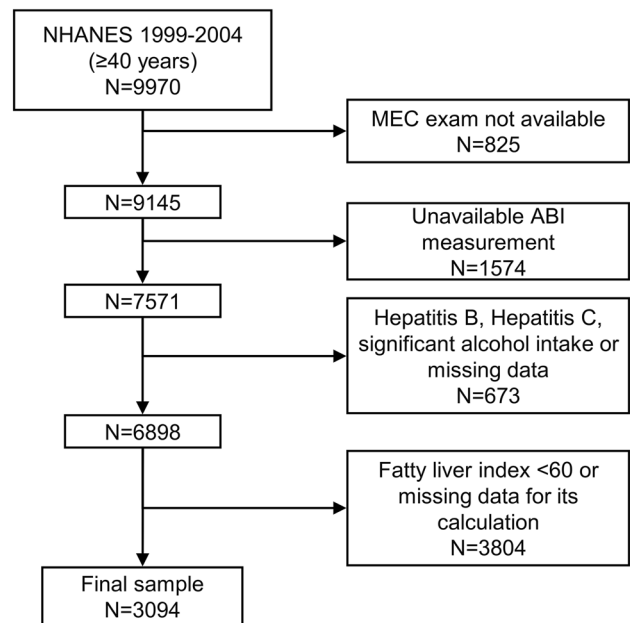 NHANES 1999-2004
(≥40 years)
N=9970
MEC exam not available
N=825
N=9145
Unavailable ABI
measurement
N=1574
N=7571
Hepatitis B, Hepatitis C,
significant alcohol intake or
missing data
N=673
N=6898
Fatty liver index <60 or
missing data for its
calculation
N=3804
Final sample
N=3094